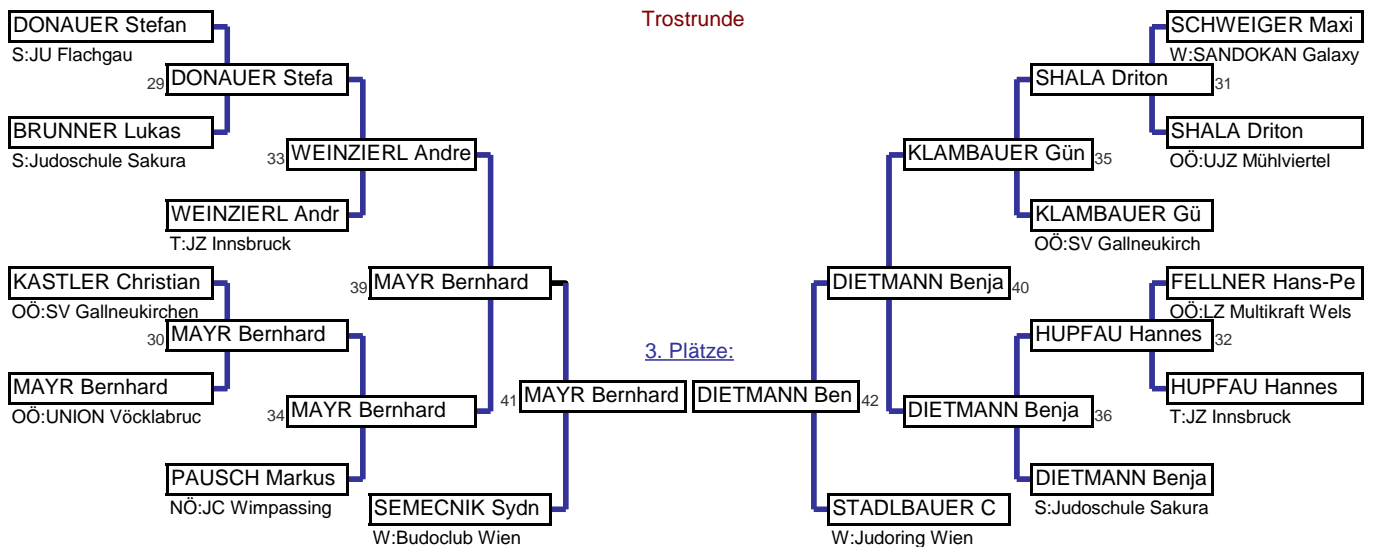 Trostrunde
DONAUER Stefan
S:JU Flachgau
29 DONAUER Stefa
BRUNNER Lukas
S:Judoschule Sakura
33 WEINZIERL Andre
WEINZIERL Andr
T:JZ Innsbruck
KASTLER Christian
OÖ:SV Gallneukirchen
39 MAYR Bernhard
30 MAYR Bernhard
MAYR Bernhard
OÖ:UNION Vöcklabruc
34 MAYR Bernhard
PAUSCH Markus
NÖ:JC Wimpassing
SEMECNIK Sydn
W:Budoclub Wien
3. Plätze:
41 MAYR Bernhard
DIETMANN Ben 42
SCHWEIGER Maxi
W:SANDOKAN Galaxy
SHALA Driton 31
SHALA Driton
OÖ:UJZ Mühlviertel
KLAMBAUER Gün 35
KLAMBAUER Gü
OÖ:SV Gallneukirch
DIETMANN Benja 40
FELLNER Hans-Pe
OÖ:LZ Multikraft Wels
HUPFAU Hannes 32
HUPFAU Hannes
T:JZ Innsbruck
DIETMANN Benja 36
DIETMANN Benja
S:Judoschule Sakura
STADLBAUER C
W:Judoring Wien